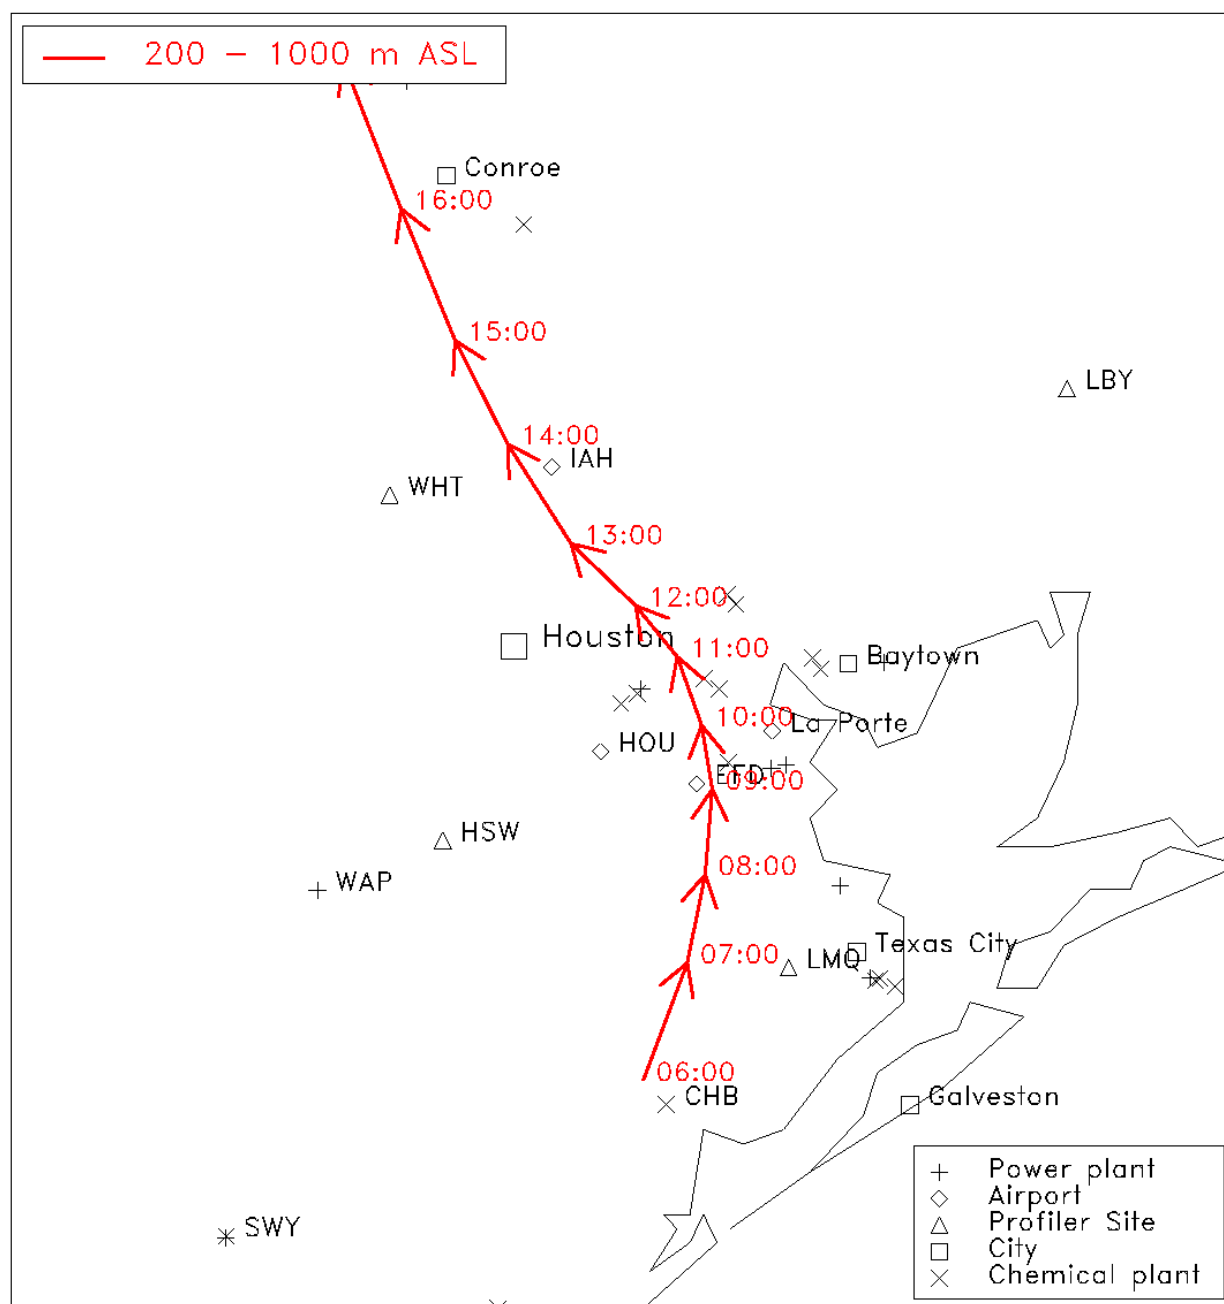 200 - 1000 m ASL
Conroe
16:00
15:00
LBY
14:00
IAH
WHT
13:00
12:00
Houston
11:00
Baytown
10:00
La Porte
HOU
EFD
09:00
HSW
08:00
WAP
Texas City
07:00
LMQ
06:00
CHB
Galveston
Power plant
Airport
Profiler Site
SWY
City
Chemical plant